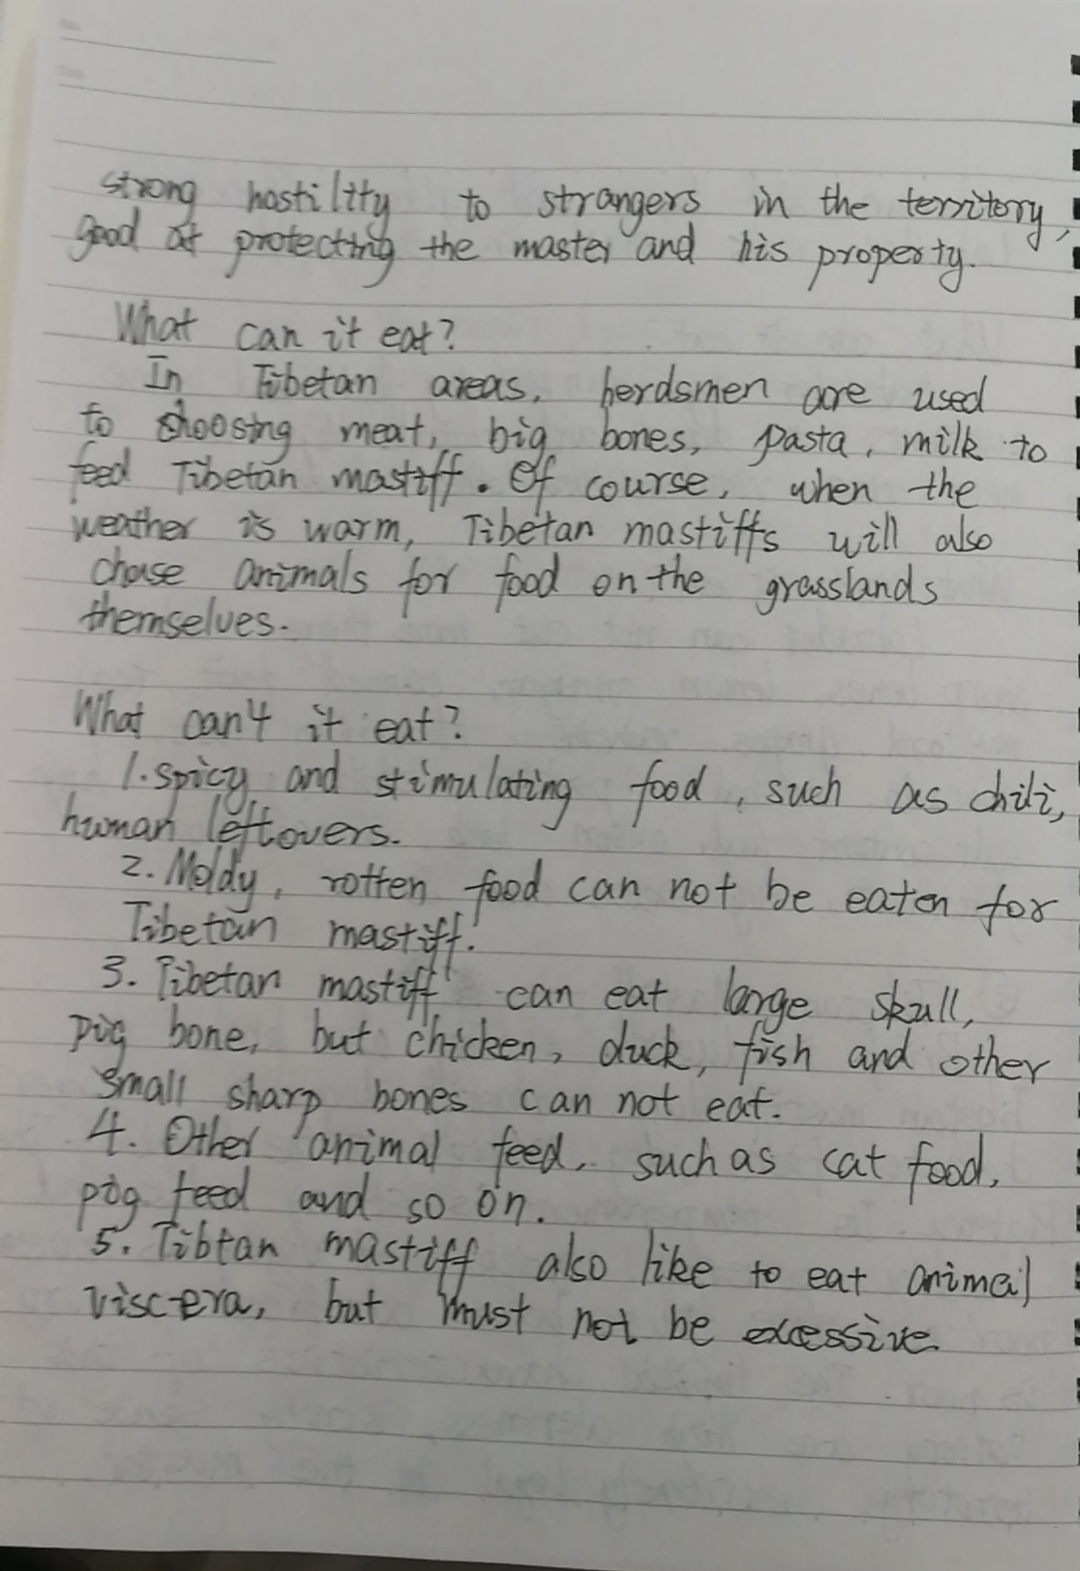 strong hostility to strangers in the territory,
good at protecting the master and his property.
What can it eat?
In Tibetan areas, herdsmen are used
to choosing meat, big bones, pasta, milk to
feed Tibetan mastiff. Of course, when the
weather is warm, Tibetan mastiffs will also
chase animals for food on the grasslands
themselves.
What can't it eat?
1. spicy and stimulating food, such as chili,
human leftovers.
2. Moldy, rotten food can not be eaten for
Tibetan mastiff.
3. Tibetan mastiff can eat large skull,
pig bone, but chicken, duck, fish and other
small sharp bones can not eat.
4. Other animal feed, such as cat food,
pig feed and so on.
5. Tibtan mastiff also like to eat animal
viscera, but must not be excessive.